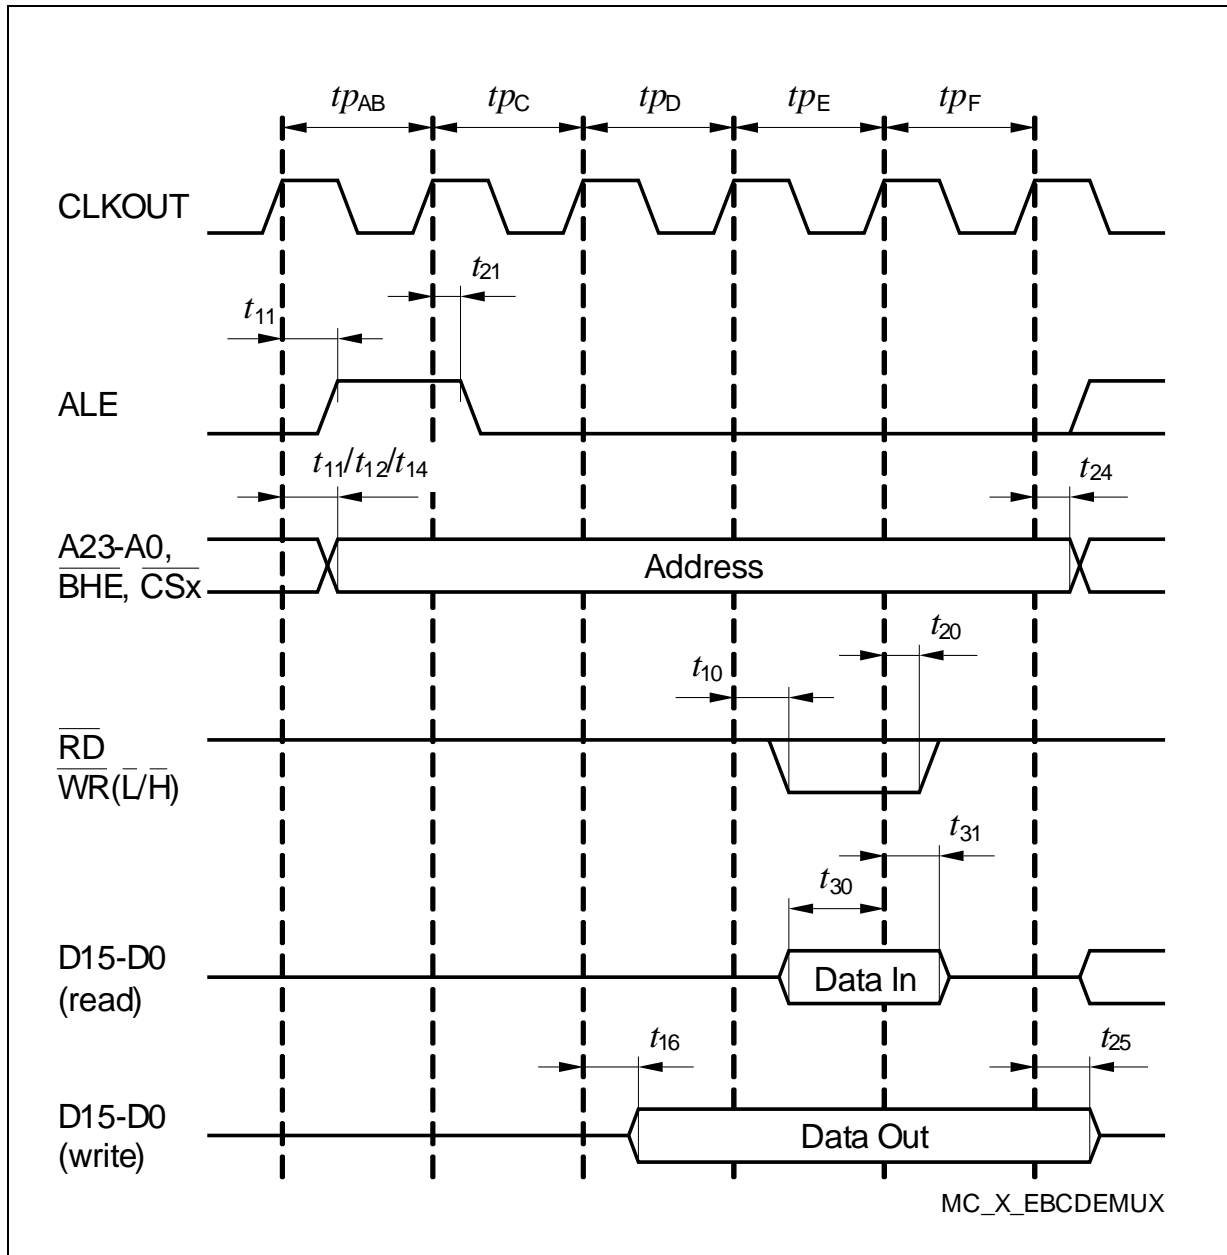 tpAB tpC tpD tpE tpF
CLKOUT
t21
t11
ALE
t11/t12/t14
t24
A23-A0,
BHE, CSx
Address
t20
t10
RD
WR(L/H)
t31
t30
D15-D0
(read)
Data In
t16
t25
D15-D0
(write)
Data Out
MC_X_EBCDEMUX